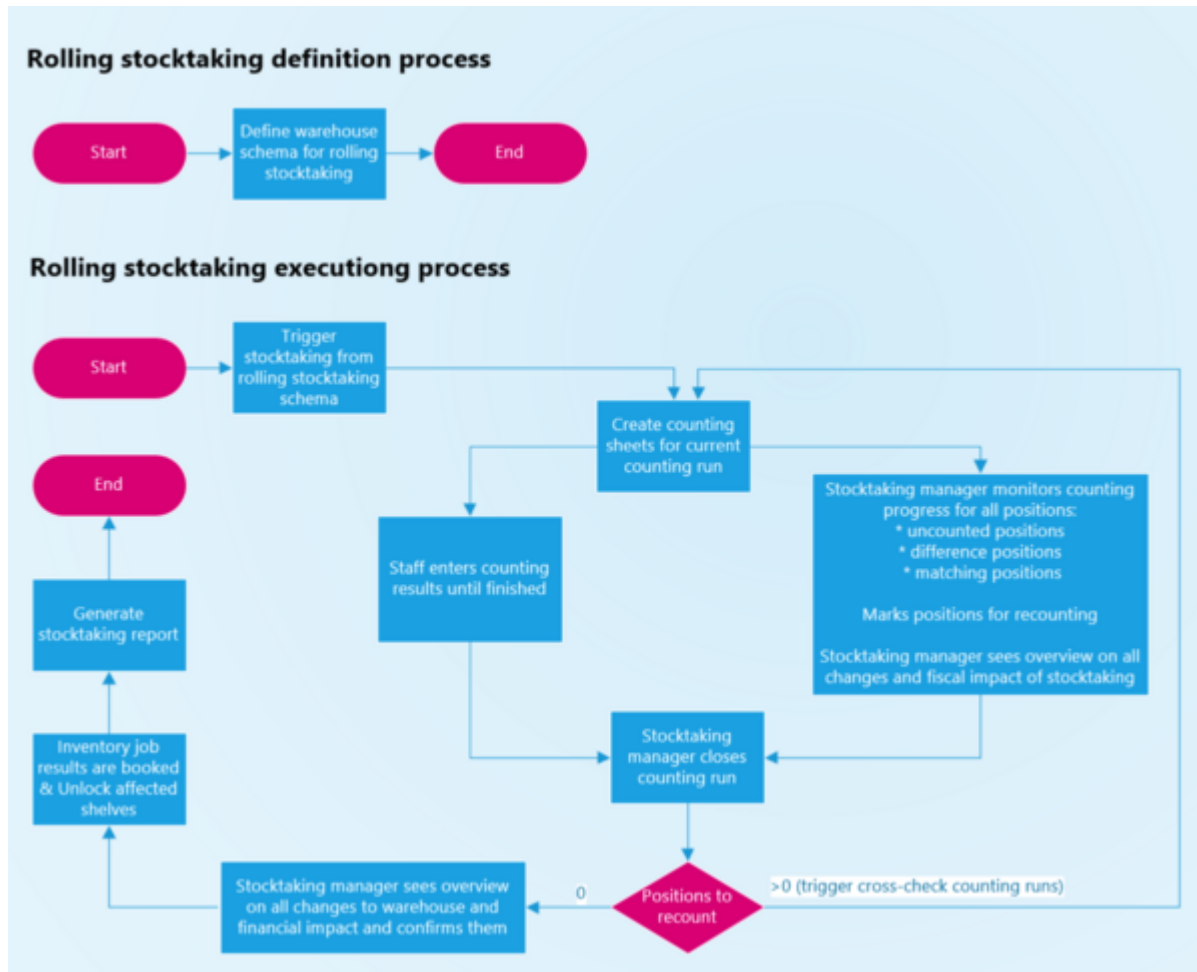 Rolling stocktaking definition process
Start
Define warehouse
schema for rolling
stocktaking
End
Rolling stocktaking executiong process
Start
Trigger
stocktaking from
rolling stocktaking
schema
Create counting
sheets for current
counting run
End
Stocktaking manager monitors counting
progress for all positions:
* uncounted positions
* difference positions
* matching positions
Marks positions for recounting
Stocktaking manager sees overview on all
changes and fiscal impact of stocktaking
Staff enters counting
results until finished
Generate
stocktaking report
Stocktaking
manager closes
counting run
Inventory job
results are booked
& Unlock affected
shelves
Positions to
recount
>0 (trigger cross-check counting runs)
0
Stocktaking manager sees overview
on all changes to warehouse and
financial impact and confirms them